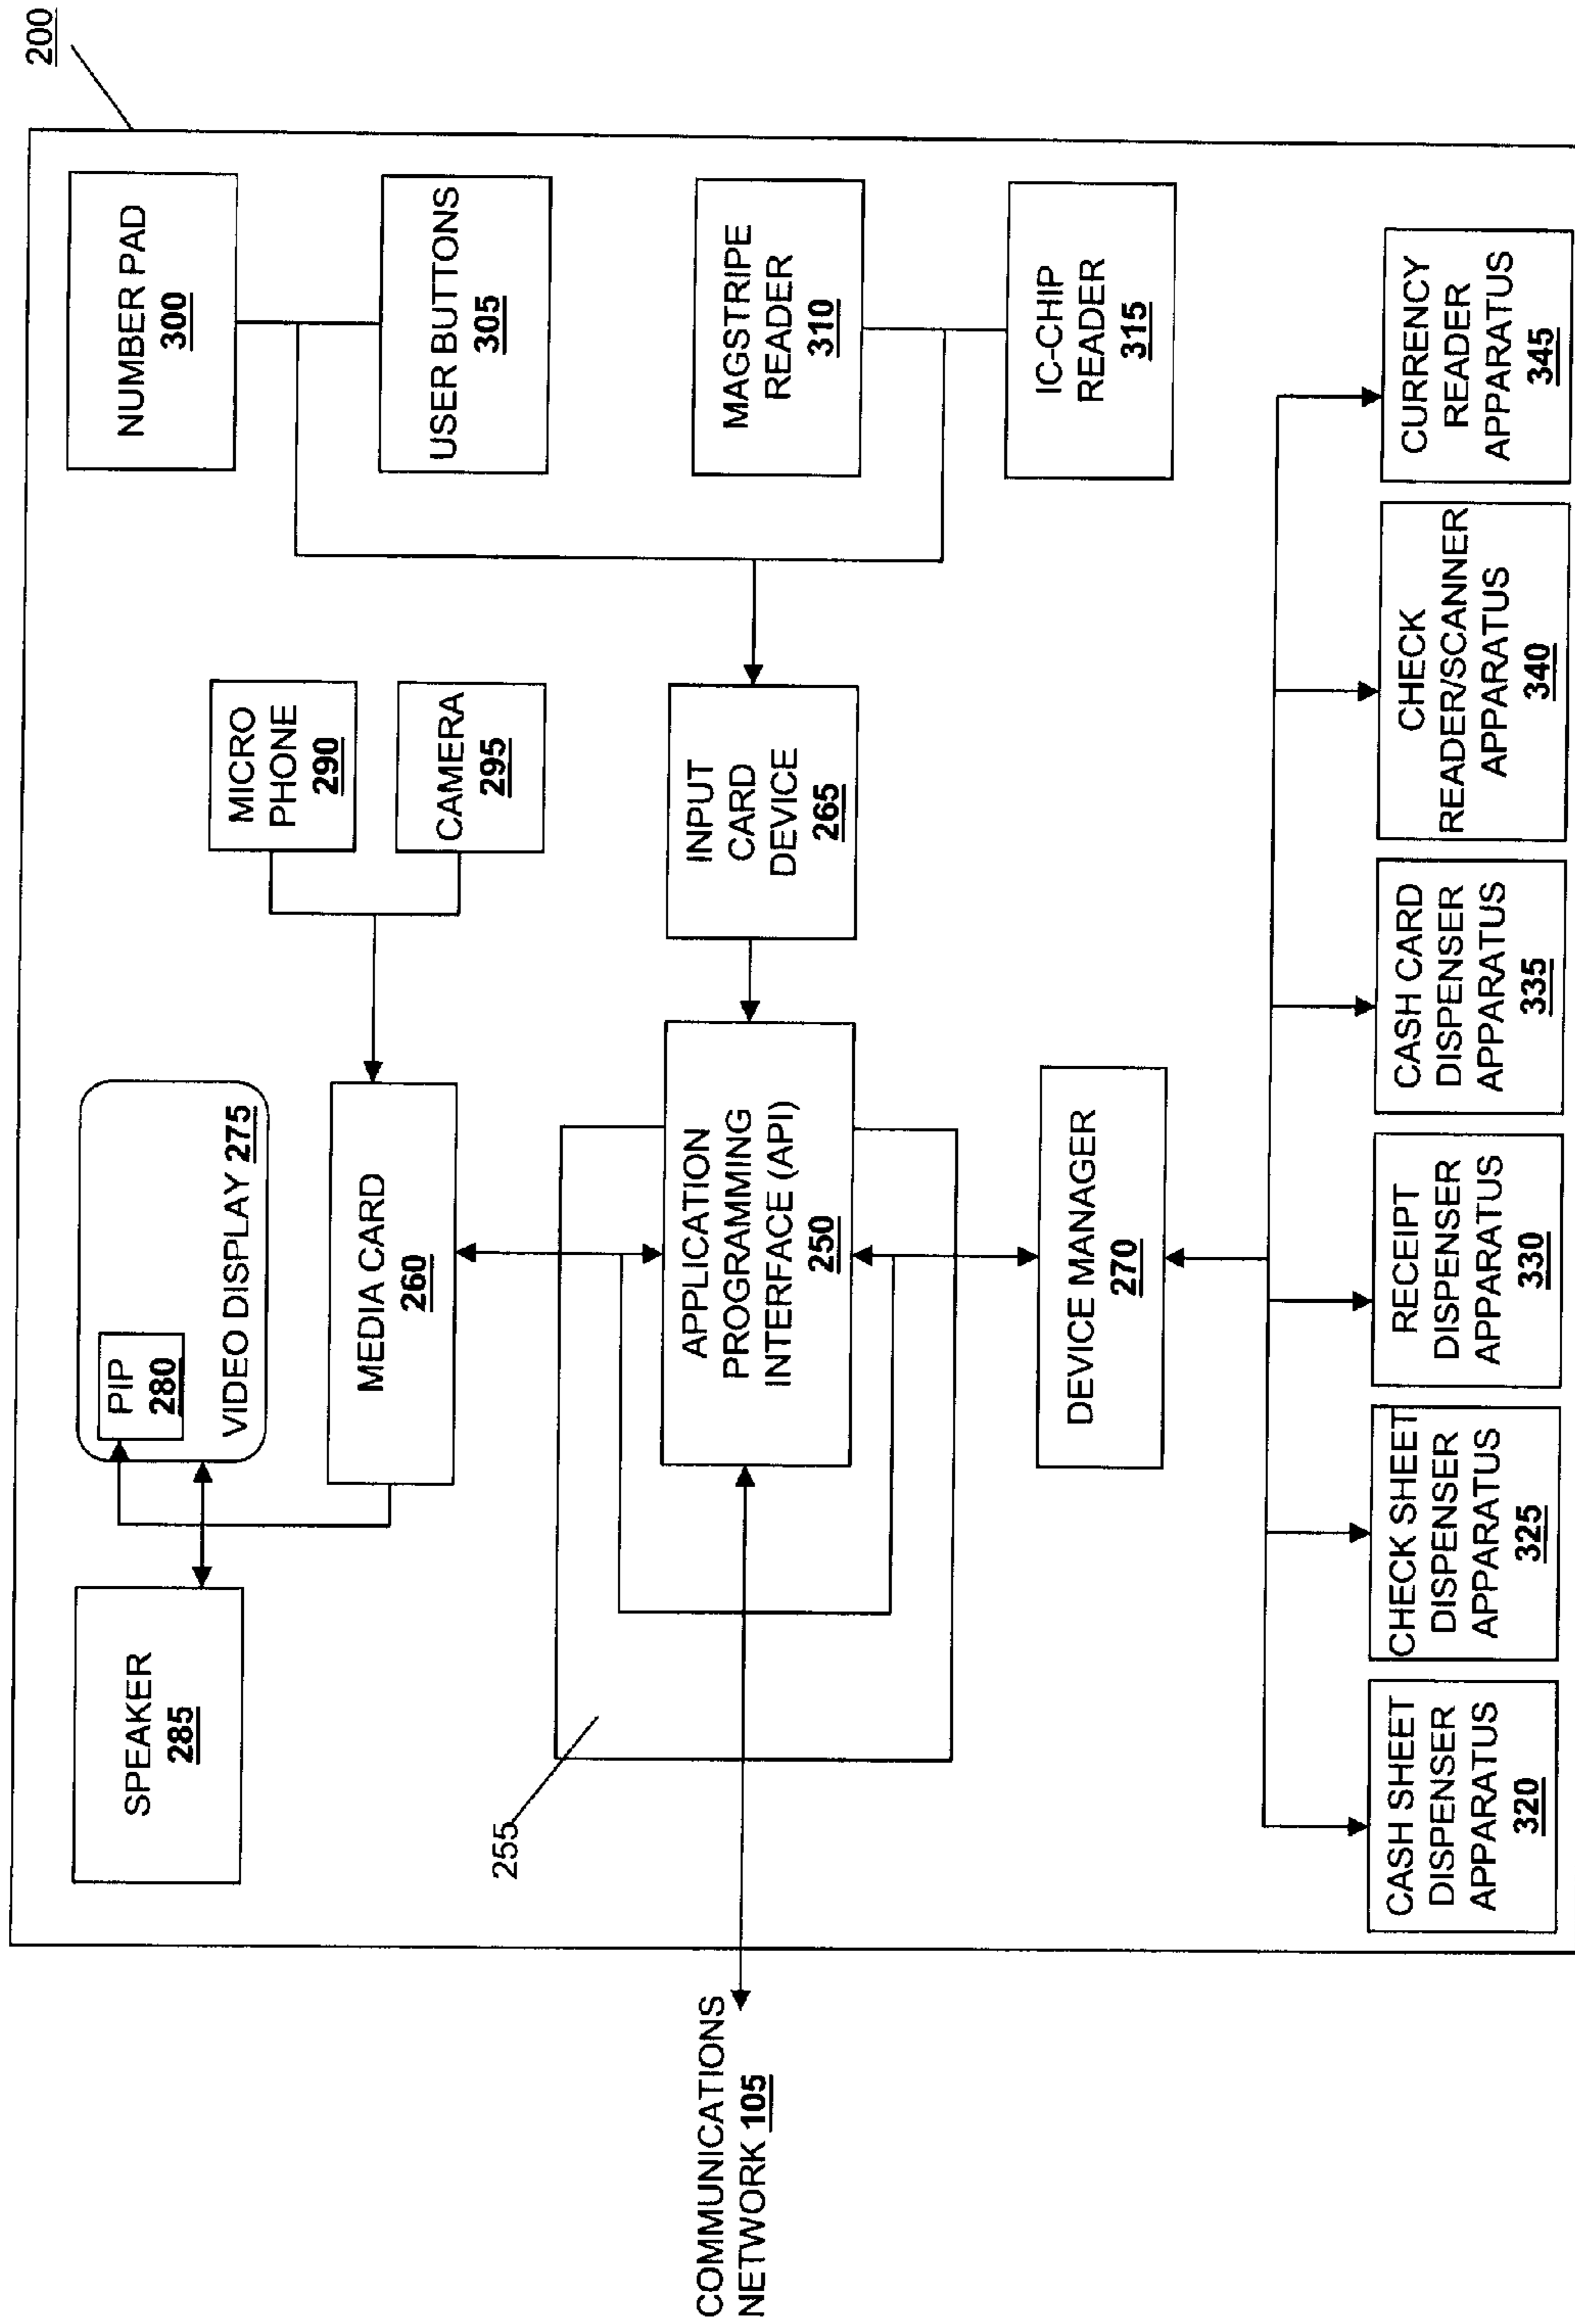 200
SPEAKER
285
PIP
280
VIDEO DISPLAY 275
MICRO
PHONE
290
NUMBER PAD
300
MEDIA CARD
260
CAMERA
295
USER BUTTONS
305
255
COMMUNICATIONS
NETWORK 105
APPLICATION
PROGRAMMING
INTERFACE (API)
250
INPUT
CARD
DEVICE
265
MAGSTRIPE
READER
310
DEVICE MANAGER
270
IC-CHIP
READER
315
CASH SHEET
DISPENSER
APPARATUS
320
CHECK SHEET
DISPENSER
APPARATUS
325
RECEIPT
DISPENSER
APPARATUS
330
CASH CARD
DISPENSER
APPARATUS
335
CHECK
READER/SCANNER
APPARATUS
340
CURRENCY
READER
APPARATUS
345